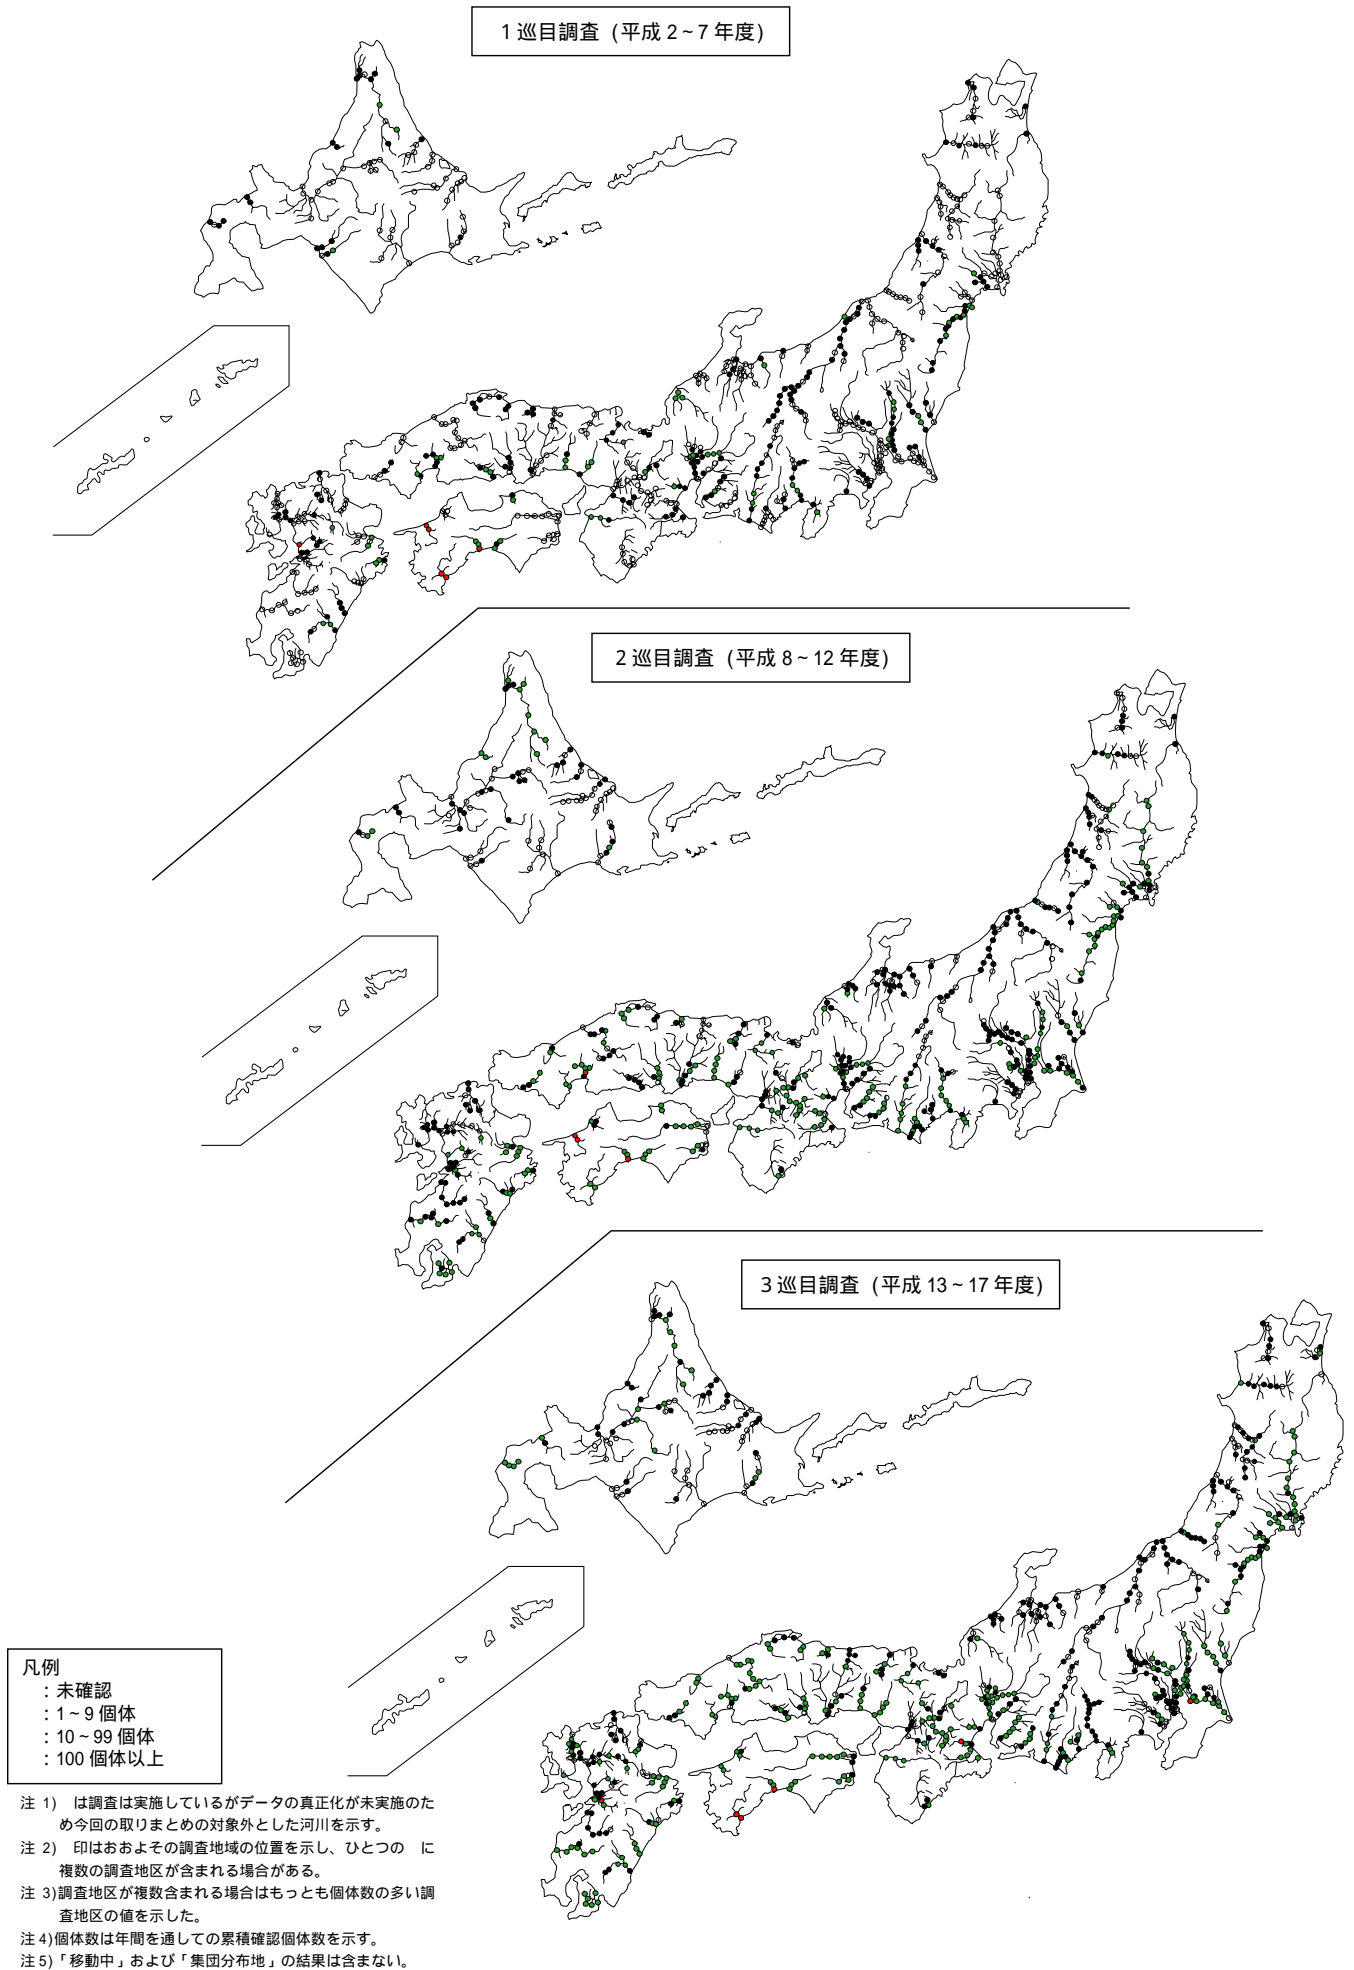 1巡目調査 (平成 2~7 年度)
2巡目調査 (平成 8~12 年度)
3巡目調査 (平成 13~17 年度)
凡例
:未確認
:1~9個体
:10~99個体
:100個体以上
注 1) は調査は実施しているがデータの真正化が未実施のた
め今回の取りまとめの対象外とした河川を示す。
注 2) 印はおおよその調査地域の位置を示し、ひとつの に
複数の調査地区が含まれる場合がある。
注 3)調査地区が複数含まれる場合はもっとも個体数の多い調
査地区の値を示した。
注4)個体数は年間を通しての累積確認個体数を示す。
注5)「移動中」および「集団分布地」の結果は含まない。